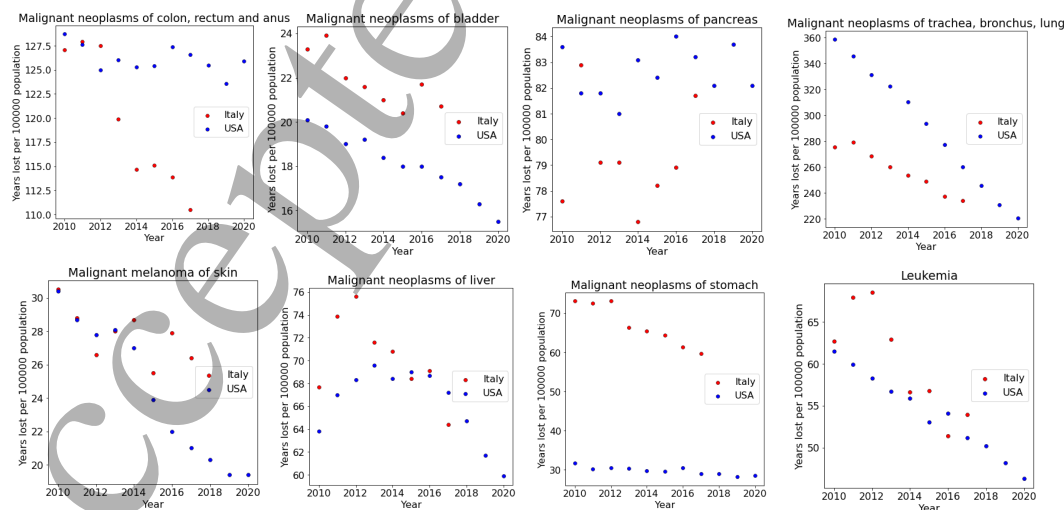 Malignant neoplasms of colon, rectum and anus
Years lost per 100000 population
127.5
125.0
122.5
120.0
117.5
115.0
112.5
110.0
Italy
USA
2010 2012 2014 2016 2018 2020
Year
Malignant neoplasms of bladder
Years lost per 100000 population
24
22
20
18
16
Italy
USA
2010 2012 2014 2016 2018 2020
Year
Malignant neoplasms of pancreas
Years lost per 100000 population
84
83
82
81
80
79
78
77
Italy
USA
2010 2012 2014 2016 2018 2020
Year
Malignant neoplasms of trachea, bronchus, lung
Years lost per 100000 population
360
340
320
300
280
260
240
220
Italy
USA
2010 2012 2014 2016 2018 2020
Year
Malignant melanoma of skin
Years lost per 100000 population
30
28
26
24
22
20
Italy
USA
2010 2012 2014 2016 2018 2020
Year
Malignant neoplasms of liver
Years lost per 100000 population
76
74
72
70
68
66
64
62
60
Italy
USA
2010 2012 2014 2016 2018 2020
Year
Malignant neoplasms of stomach
Years lost per 100000 population
70
60
50
40
30
Italy
USA
2010 2012 2014 2016 2018 2020
Year
Leukemia
Years lost per 100000 population
65
60
55
50
Italy
USA
2010 2012 2014 2016 2018 2020
Year
ccepte